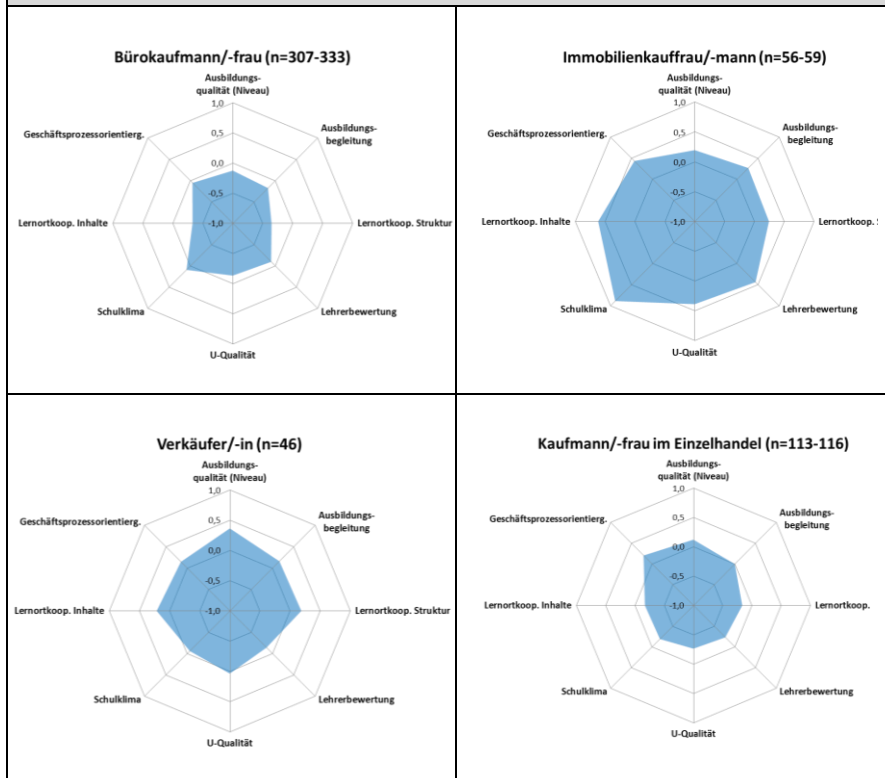 Bürokaufmann/-frau (n=307-333)
Ausbildungs-
qualität (Niveau)
1,0
Geschäftsprozessorientierg.
Ausbildungs-
begleitung
0,5
0,0
-0,5
Lernortkoop. Inhalte
-1,0
Lernortkoop. Struktur
Schulklima
Lehrerbewertung
U-Qualität
Immobilienkauffrau/-mann (n=56-59)
Ausbildungs-
qualität (Niveau)
1,0
Geschäftsprozessorientierg.
Ausbildungs-
begleitung
0,5
0,0
-0,5
Lernortkoop. Inhalte
-1,0
Lernortkoop.
Schulklima
Lehrerbewertung
U-Qualität
Verkäufer/-in (n=46)
Ausbildungs-
qualität (Niveau)
1,0
Geschäftsprozessorientierg.
Ausbildungs-
begleitung
0,5
0,0
-0,5
Lernortkoop. Inhalte
-1,0
Lernortkoop. Struktur
Schulklima
Lehrerbewertung
U-Qualität
Kaufmann/-frau im Einzelhandel (n=113-116)
Ausbildungs-
qualität (Niveau)
1,0
Geschäftsprozessorientierg.
Ausbildungs-
begleitung
0,5
0,0
-0,5
Lernortkoop. Inhalte
-1,0
Lernortkoop.
Schulklima
Lehrerbewertung
U-Qualität